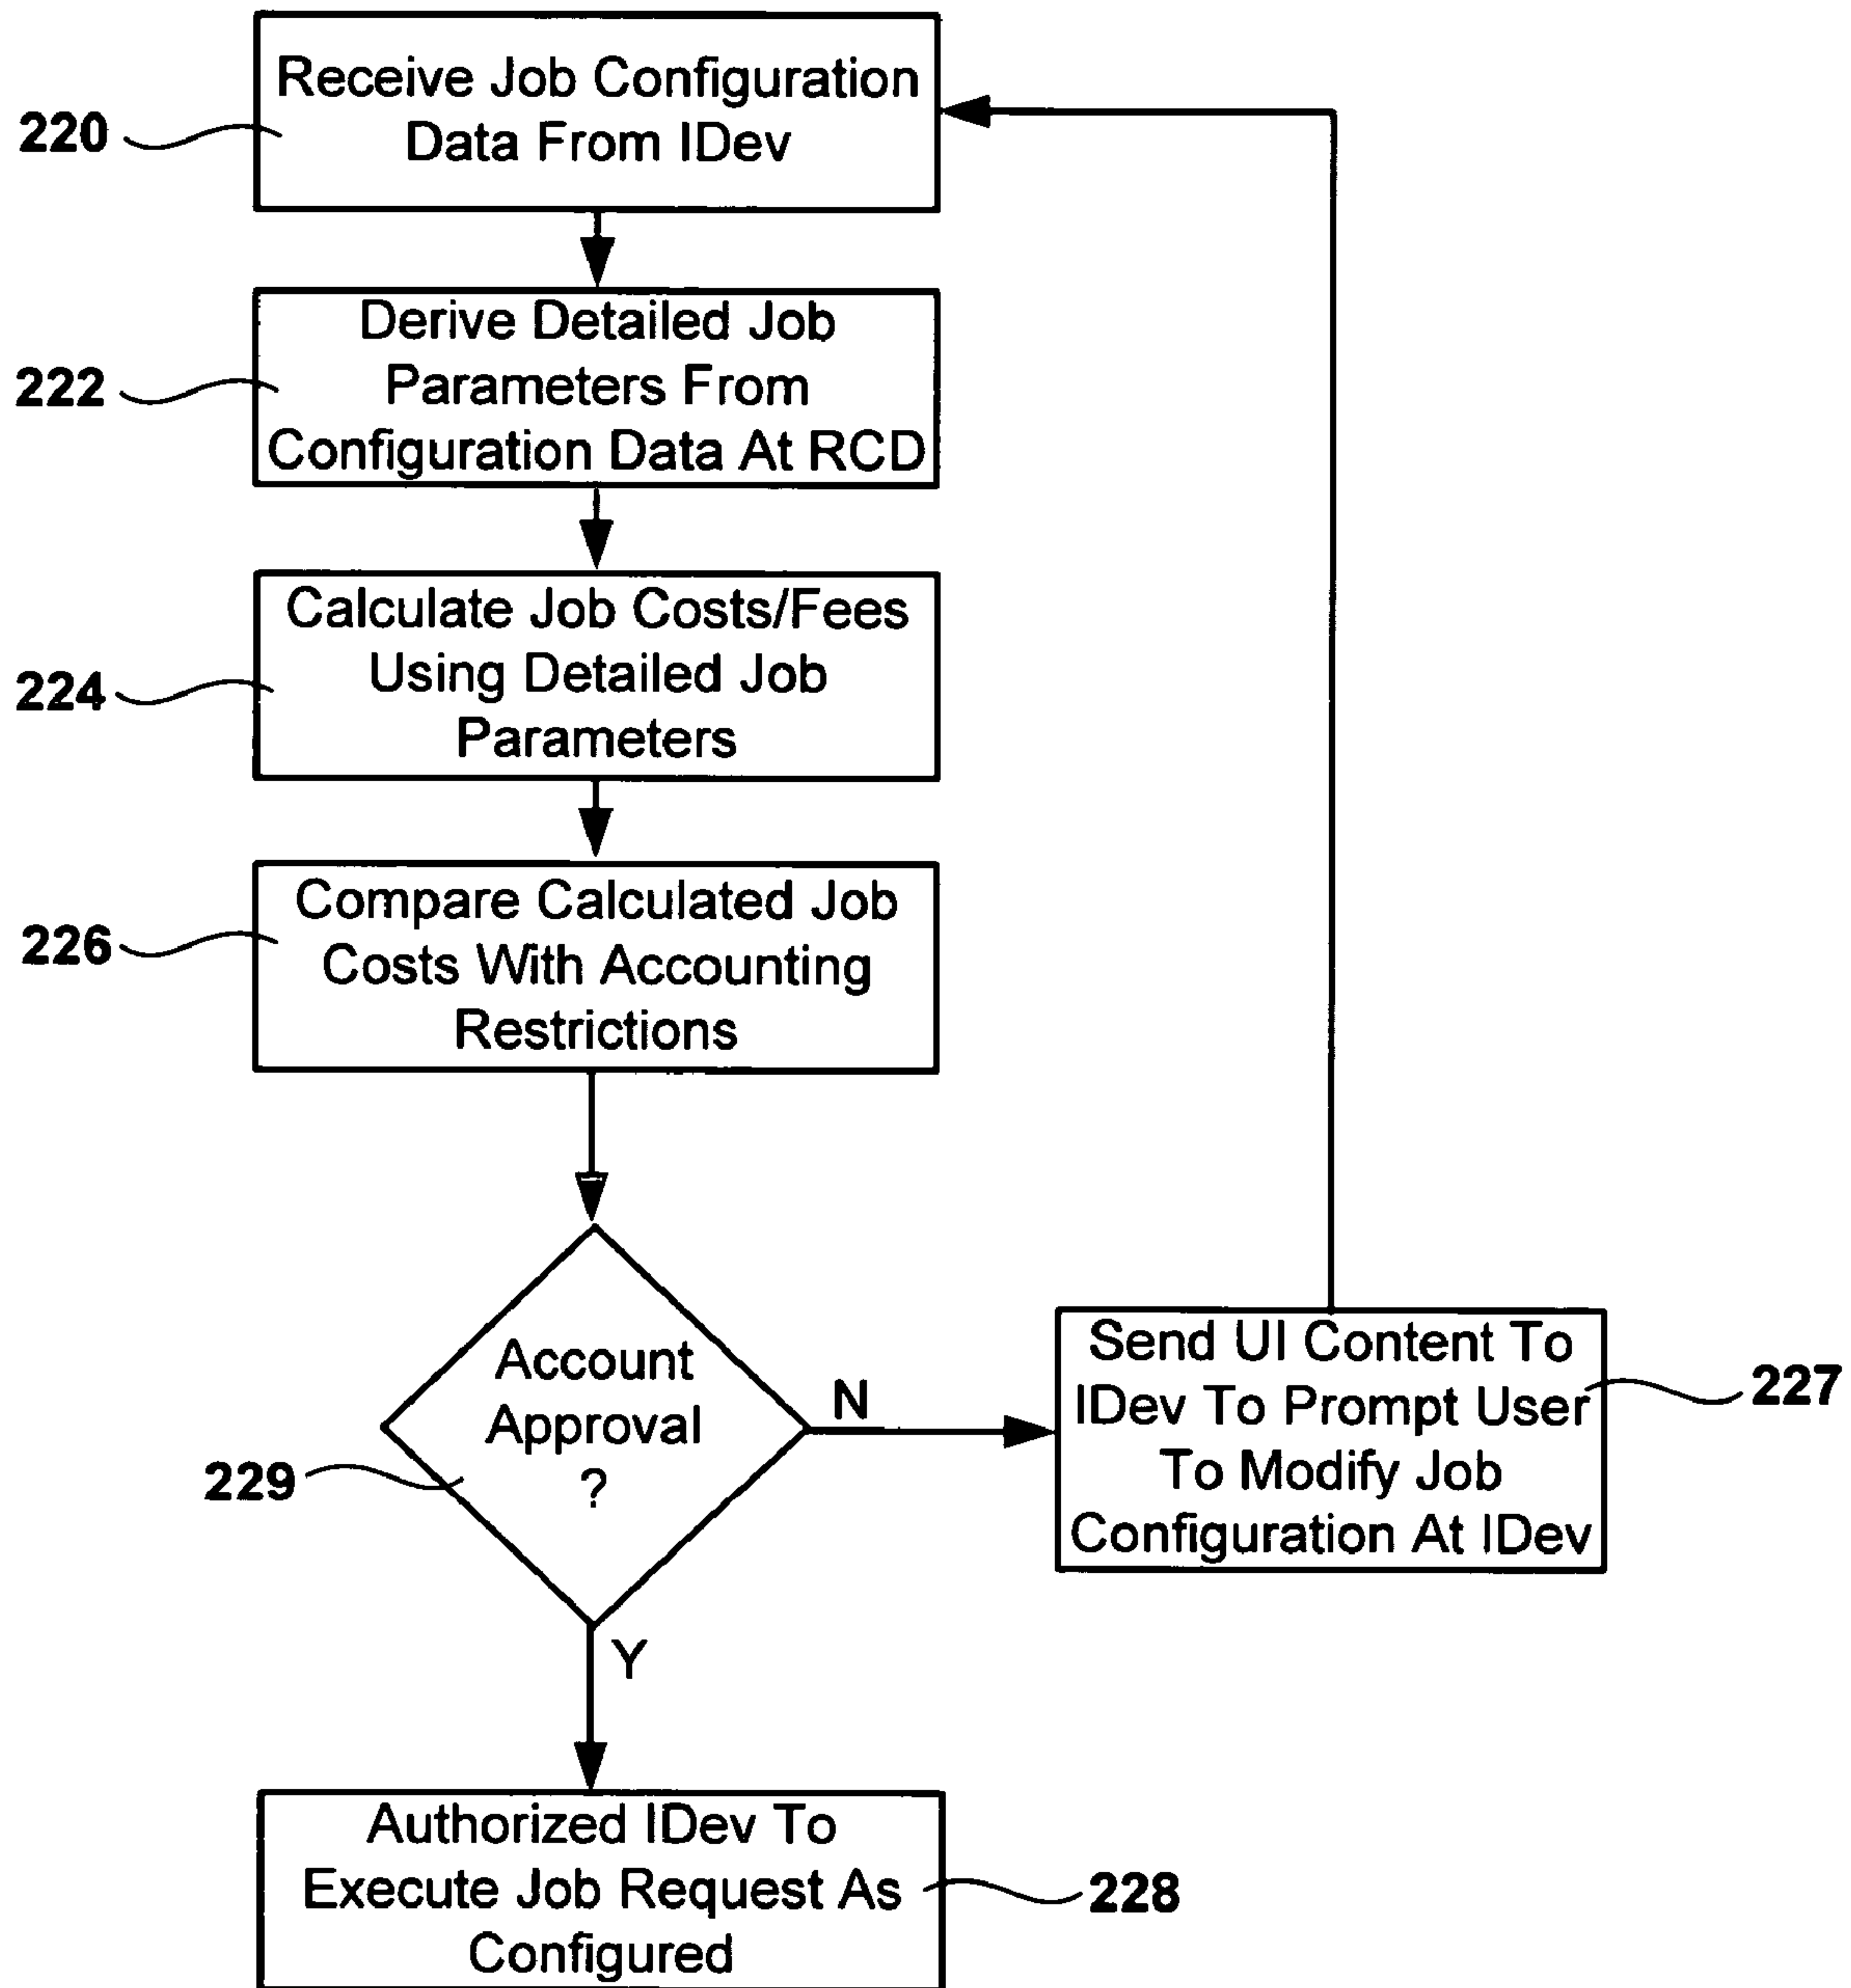 Receive Job Configuration
Data From IDev
220
Derive Detailed Job
Parameters From
Configuration Data At RCD
222
Calculate Job Costs/Fees
Using Detailed Job
Parameters
224
Compare Calculated Job
Costs With Accounting
Restrictions
226
Account
Approval
?
229
N
Send UI Content To
IDev To Prompt User
To Modify Job
Configuration At IDev
227
Y
Authorized IDev To
Execute Job Request As
Configured
228